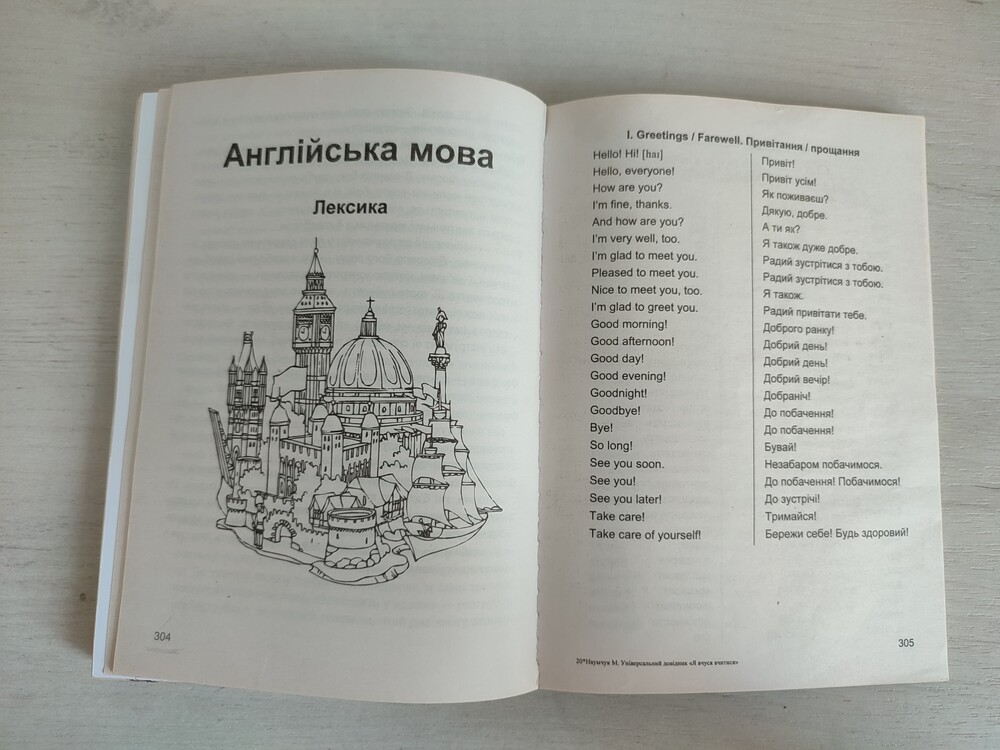 Англійська мова
Лексика
304
I. Greetings / Farewell. Привітання / прощання
Hello! Hi! [haı] Привіт!
Hello, everyone! Привіт усім!
How are you? Як поживаєш?
I'm fine, thanks. Дякую, добре.
And how are you? А ти як?
I'm very well, too. Я також дуже добре.
I'm glad to meet you. Радий зустрітися з тобою.
Pleased to meet you. Радий зустрітися з тобою.
Nice to meet you, too. Я також.
I'm glad to greet you. Радий привітати тебе.
Good morning! Доброго ранку!
Good afternoon! Добрий день!
Good day! Добрий день!
Good evening! Добрий вечір!
Goodnight! Добраніч!
Goodbye! До побачення!
Bye! До побачення!
So long! Бувай!
See you soon. Незабаром побачимося.
See you! До побачення! Побачимося!
See you later! До зустрічі!
Take care! Тримайся!
Take care of yourself! Бережи себе! Будь здоровий!
305
20*Наумчук М. Універсальний довідник «Я вчуся вчитися»